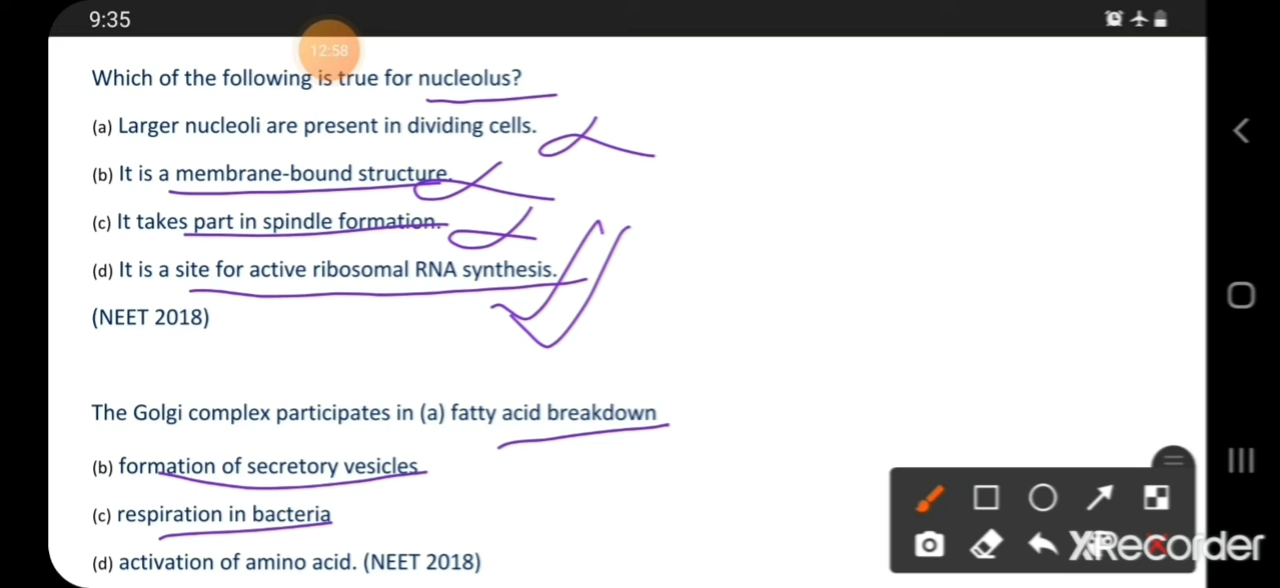 9:35
12:58
Which of the following is true for nucleolus?
(a) Larger nucleoli are present in dividing cells.
(b) It is a membrane-bound structure.
(c) It takes part in spindle formation.
(d) It is a site for active ribosomal RNA synthesis.
(NEET 2018)
The Golgi complex participates in (a) fatty acid breakdown
(b) formation of secretory vesicles
(c) respiration in bacteria
(d) activation of amino acid. (NEET 2018)
XRecorder